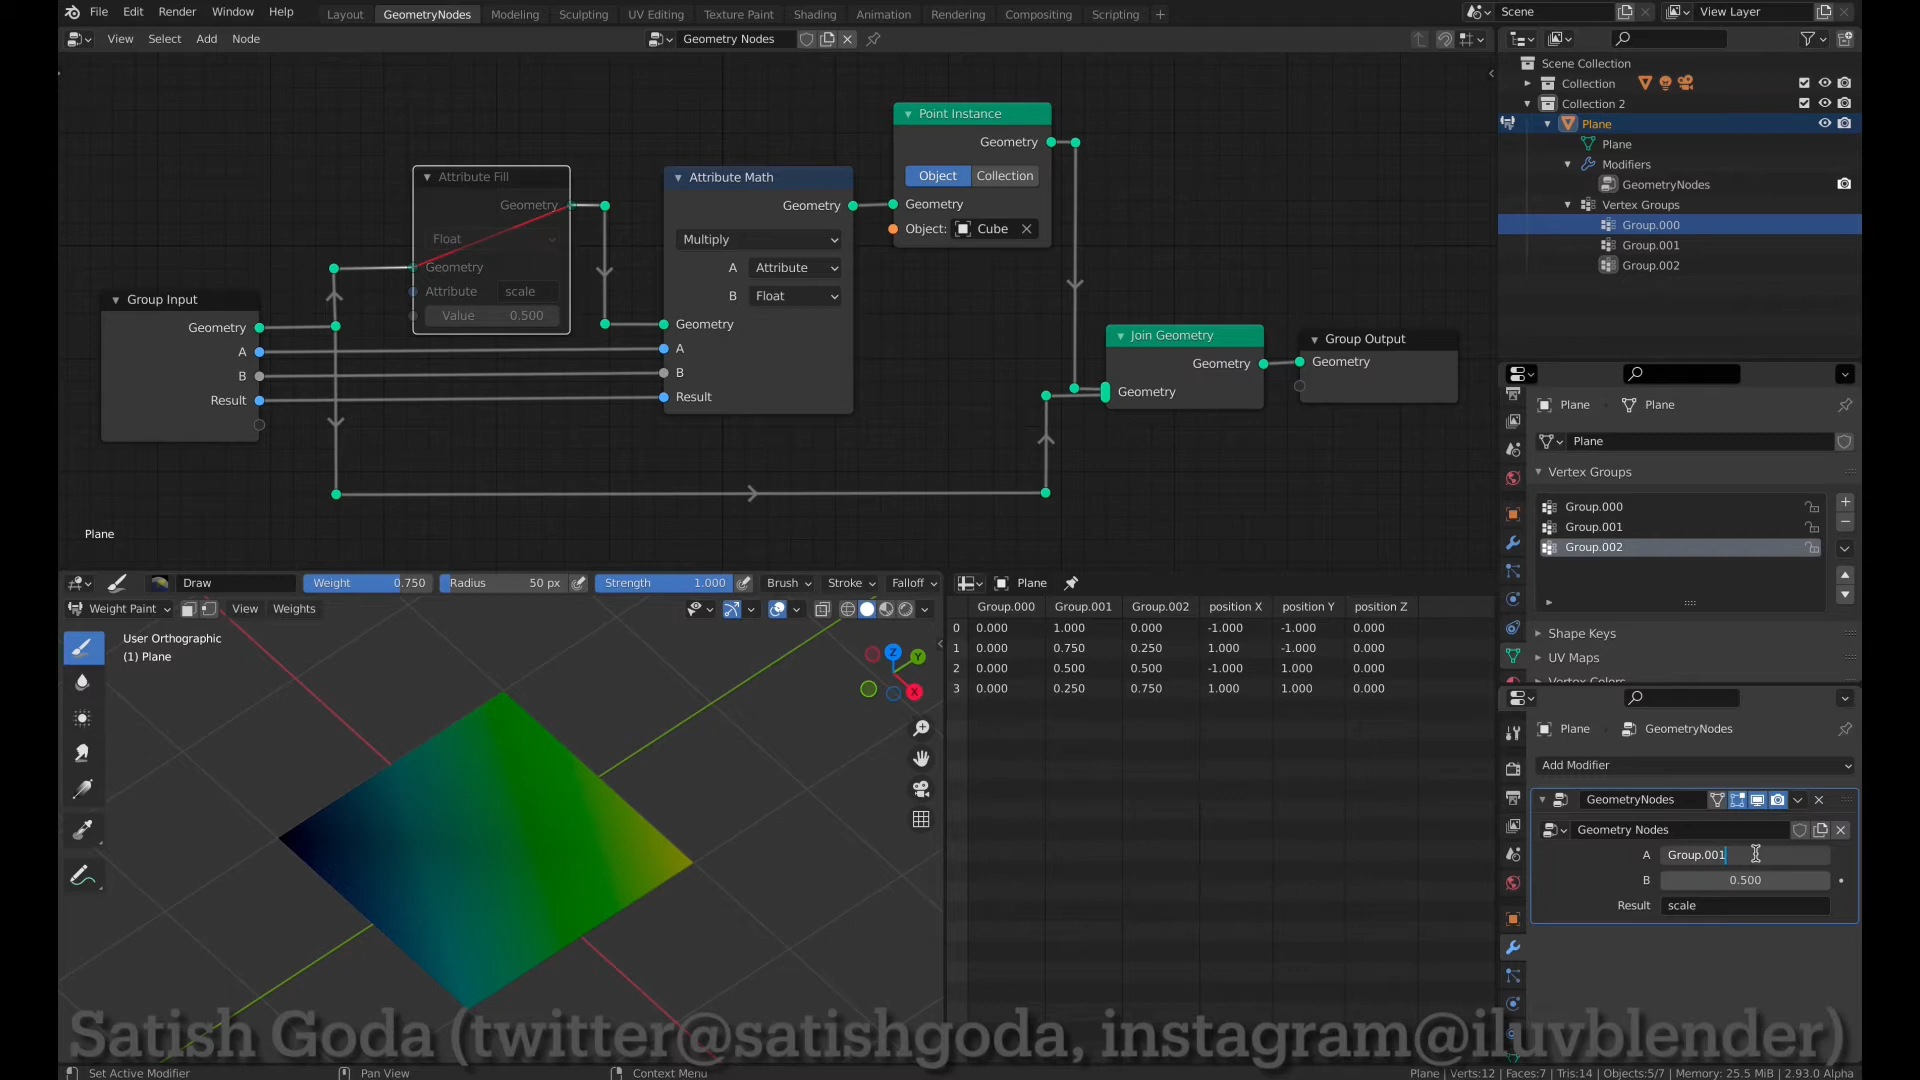 File Edit Render Window Help
Layout GeometryNodes Modeling Sculpting UV Editing Texture Paint Shading Animation Rendering Compositing Scripting +
Scene
View Layer
View Select Add Node
Geometry Nodes
Scene Collection
Collection
Collection 2
Plane
Plane
Modifiers
GeometryNodes
Vertex Groups
Group.000
Group.001
Group.002
Point Instance
Geometry
Object Collection
Geometry
Object: Cube
Attribute Fill
Geometry
Float
Geometry
Attribute scale
Value 0.500
Attribute Math
Geometry
Multiply
A Attribute
B Float
Geometry
A
B
Result
Group Input
Geometry
A
B
Result
Join Geometry
Geometry
Geometry
Group Output
Geometry
Plane
Plane Plane
Plane
Vertex Groups
Group.000
Group.001
Group.002
Shape Keys
UV Maps
Vertex Colors
Draw Weight 0.750 Radius 50 px Strength 1.000 Brush Stroke Falloff
Weight Paint View Weights
User Orthographic
(1) Plane
Z
Y
X
Plane
Group.000 Group.001 Group.002 position X position Y position Z
0 0.000 1.000 0.000 -1.000 -1.000 0.000
1 0.000 0.750 0.250 1.000 -1.000 0.000
2 0.000 0.500 0.500 -1.000 1.000 0.000
3 0.000 0.250 0.750 1.000 1.000 0.000
Plane GeometryNodes
Add Modifier
GeometryNodes
Geometry Nodes
A Group.001
B 0.500
Result scale
Satish Goda (twitter@satishgoda, instagram@iluvblender)
Set Active Modifier Pan View Context Menu
Plane | Verts:12 | Faces:7 | Tris:14 | Objects:5/7 | Memory: 25.5 MiB | 2.93.0 Alpha